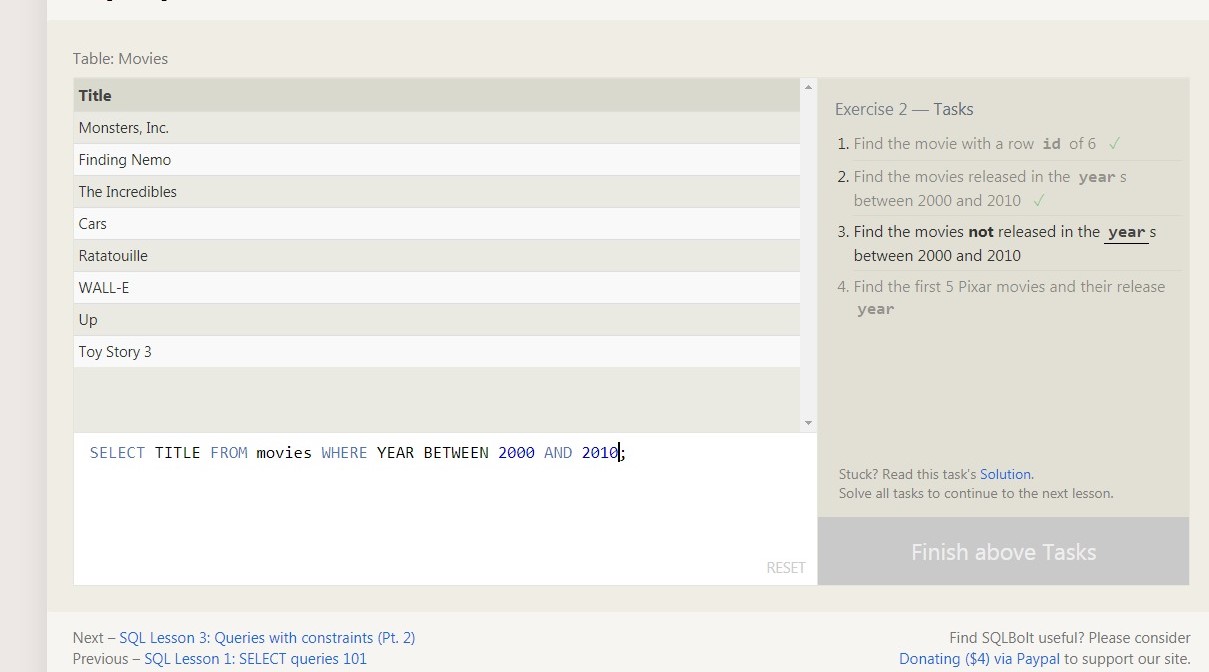 Table: Movies
Title
Monsters, Inc.
Finding Nemo
The Incredibles
Cars
Ratatouille
WALL-E
Up
Toy Story 3
SELECT TITLE FROM movies WHERE YEAR BETWEEN 2000 AND 2010;
RESET
Exercise 2 — Tasks
1. Find the movie with a row id of 6 ✓
2. Find the movies released in the year s
between 2000 and 2010 ✓
3. Find the movies not released in the year s
between 2000 and 2010
4. Find the first 5 Pixar movies and their release
year
Stuck? Read this task's Solution.
Solve all tasks to continue to the next lesson.
Finish above Tasks
Next – SQL Lesson 3: Queries with constraints (Pt. 2)
Previous – SQL Lesson 1: SELECT queries 101
Find SQLBolt useful? Please consider
Donating ($4) via Paypal to support our site.